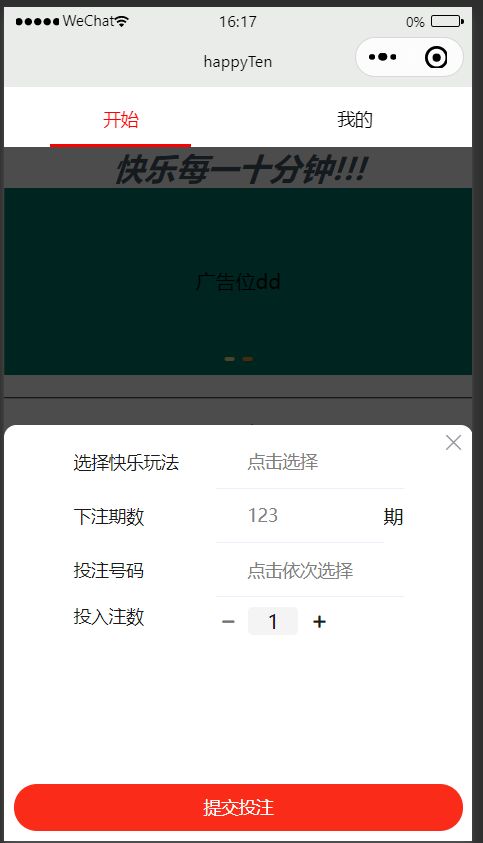 WeChat 16:17 0%
happyTen
开始 我的
快乐每一十分钟!!!
广告位dd
选择快乐玩法 点击选择
下注期数 123 期
投注号码 点击依次选择
投入注数 − 1 +
提交投注